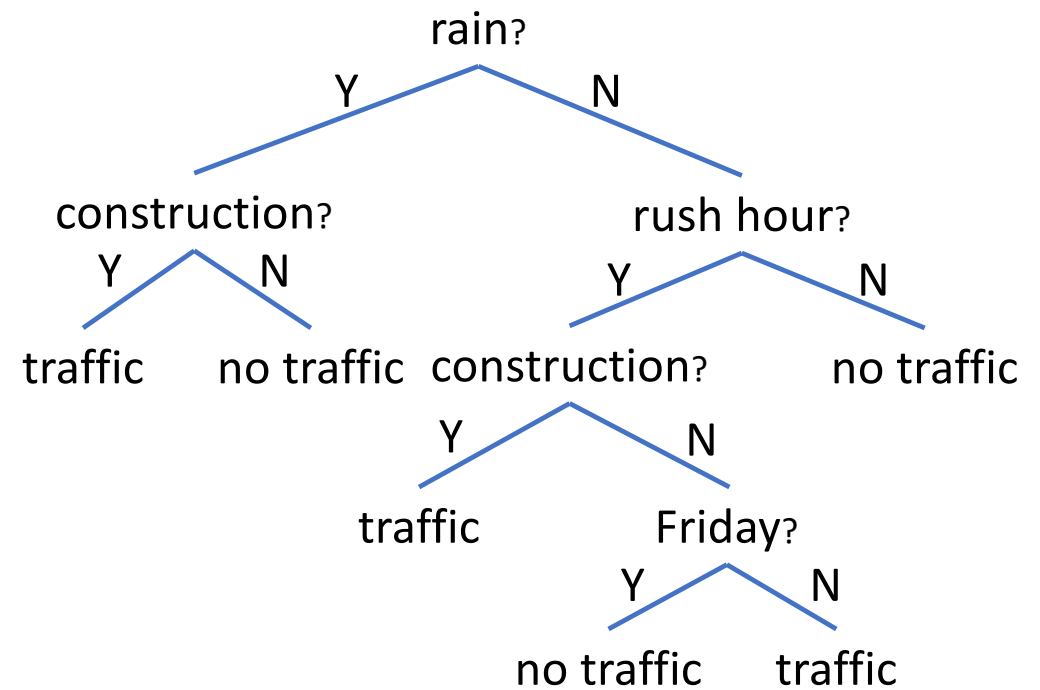 rain?
Y N
construction? rush hour?
Y N Y N
traffic no traffic construction? no traffic
Y N
traffic Friday?
Y N
no traffic traffic